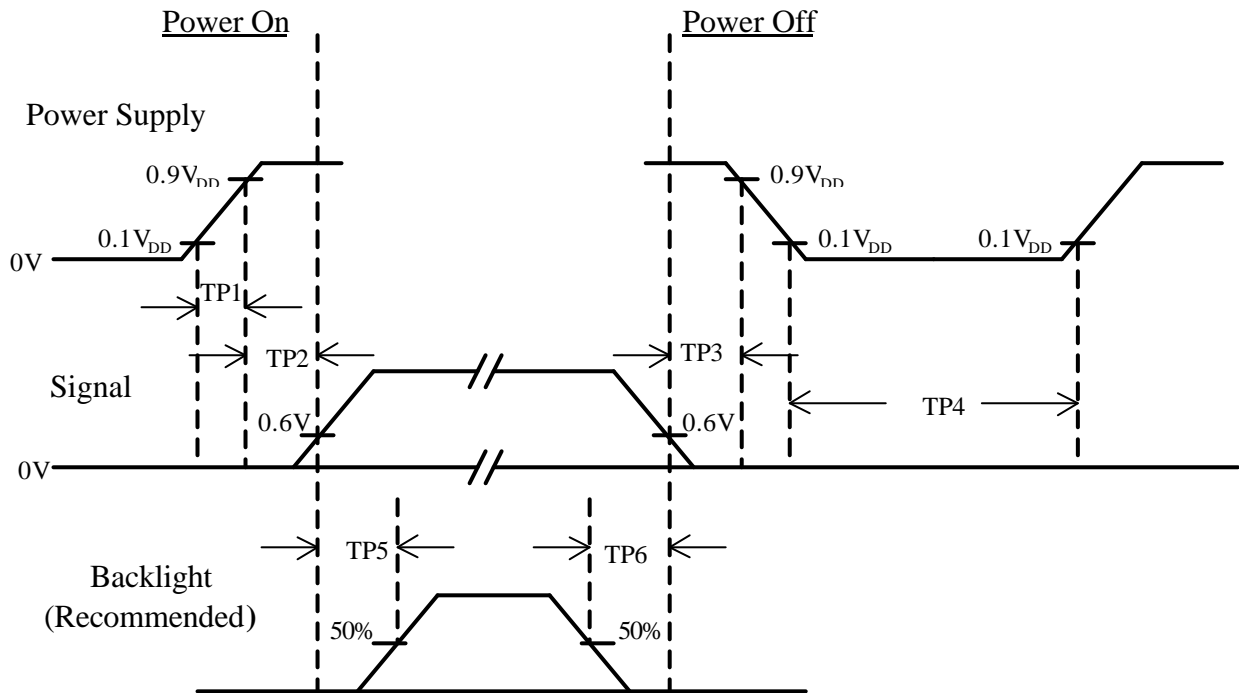 Power On
Power Off
Power Supply
0.9VDD
0.9VDD
0.1VDD
0.1VDD
0.1VDD
0V
TP1
TP2
TP3
Signal
TP4
0.6V
0.6V
0V
TP5
TP6
Backlight
(Recommended)
50%
50%